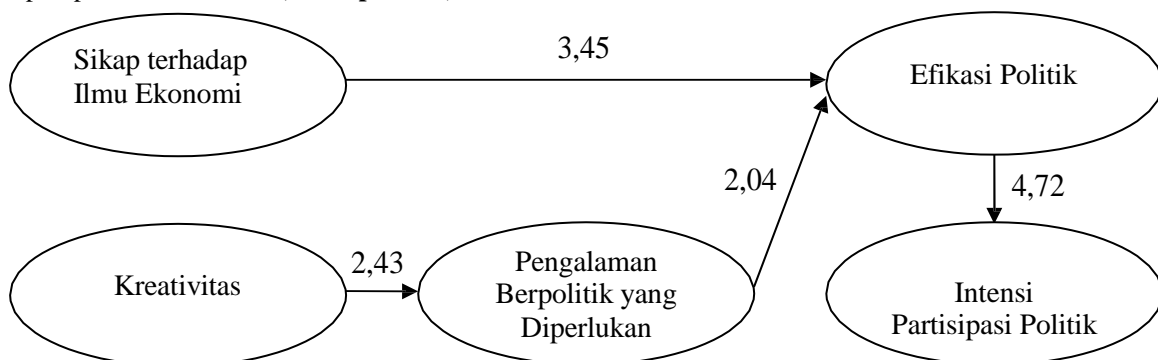 Sikap terhadap
Ilmu Ekonomi
3,45
Efikasi Politik
2,04
4,72
Kreativitas
2,43
Pengalaman
Berpolitik yang
Diperlukan
Intensi
Partisipasi Politik